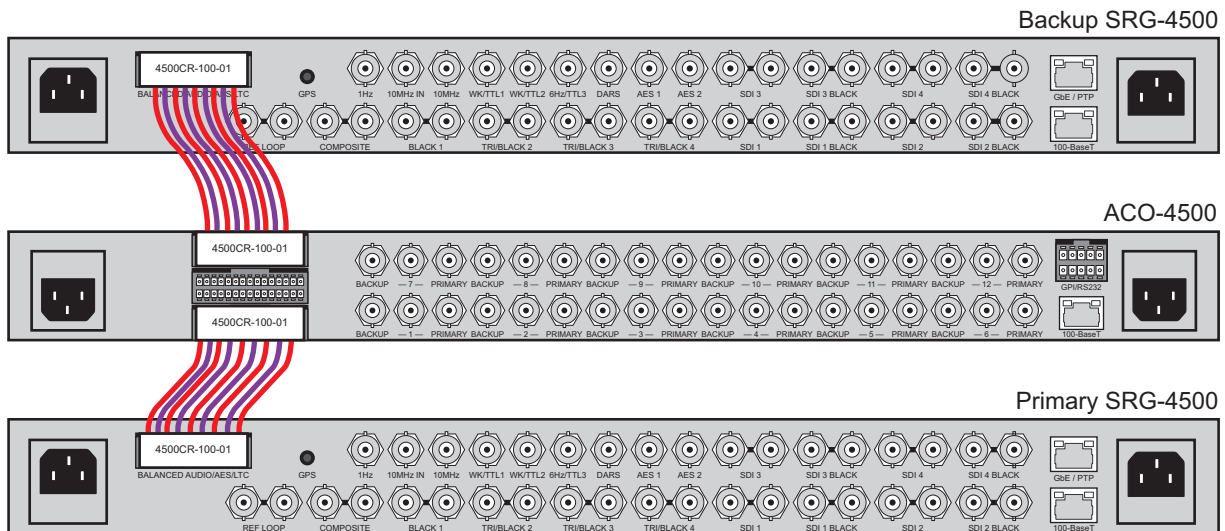 Backup SRG-4500
4500CR-100-01
BALANCED AUDIO/AES/LTC
GPS
1Hz 10MHz IN 10MHz WK/TTL1 WK/TTL2 6Hz/TTL3 DARS AES 1 AES 2 SDI 3 SDI 3 BLACK SDI 4 SDI 4 BLACK
GbE / PTP
REF LOOP COMPOSITE BLACK 1 TRI/BLACK 2 TRI/BLACK 3 TRI/BLACK 4 SDI 1 SDI 1 BLACK SDI 2 SDI 2 BLACK
100-BaseT
ACO-4500
4500CR-100-01
BACKUP — 7 — PRIMARY BACKUP — 8 — PRIMARY BACKUP — 9 — PRIMARY BACKUP — 10 — PRIMARY BACKUP — 11 — PRIMARY BACKUP — 12 — PRIMARY
GPI/RS232
4500CR-100-01
BACKUP — 1 — PRIMARY BACKUP — 2 — PRIMARY BACKUP — 3 — PRIMARY BACKUP — 4 — PRIMARY BACKUP — 5 — PRIMARY BACKUP — 6 — PRIMARY
100-BaseT
Primary SRG-4500
4500CR-100-01
BALANCED AUDIO/AES/LTC
GPS
1Hz 10MHz IN 10MHz WK/TTL1 WK/TTL2 6Hz/TTL3 DARS AES 1 AES 2 SDI 3 SDI 3 BLACK SDI 4 SDI 4 BLACK
GbE / PTP
REF LOOP COMPOSITE BLACK 1 TRI/BLACK 2 TRI/BLACK 3 TRI/BLACK 4 SDI 1 SDI 1 BLACK SDI 2 SDI 2 BLACK
100-BaseT